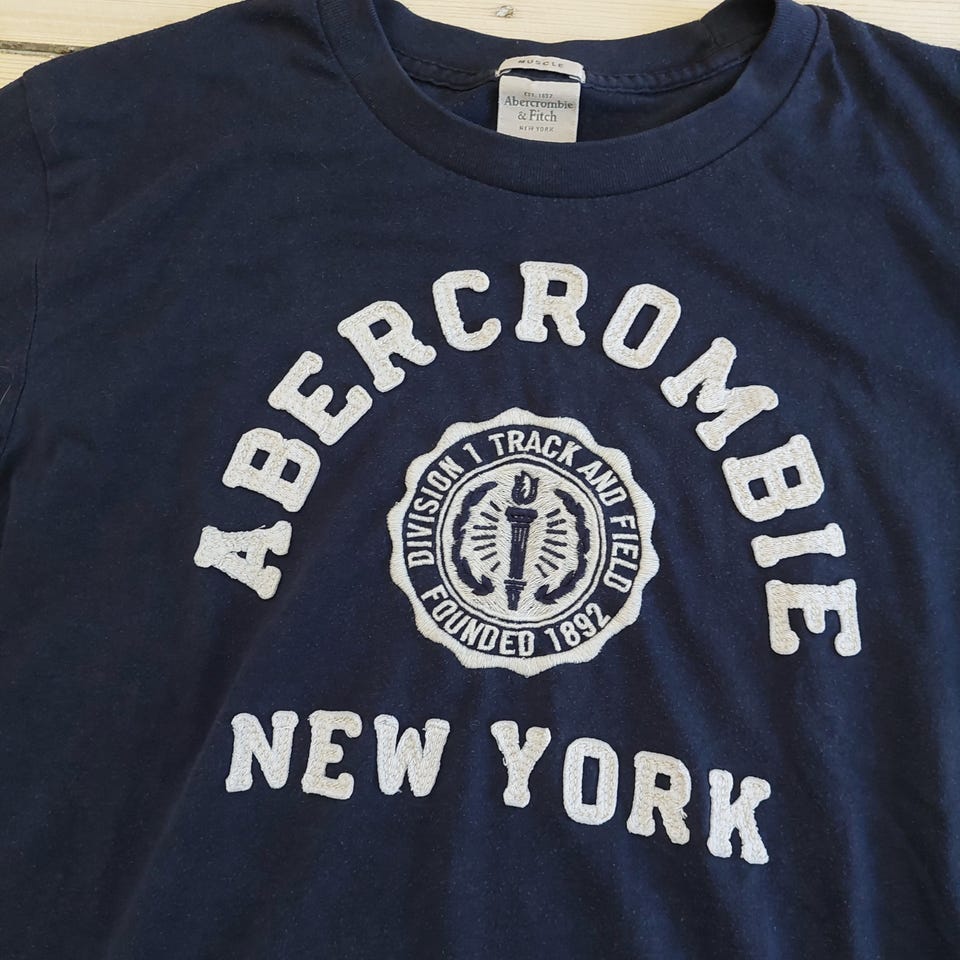 MUSCLE
EST. 1892
Abercrombie
& Fitch
NEW YORK
ABERCROMBIE
DIVISION 1 TRACK AND FIELD
FOUNDED 1892
NEW YORK